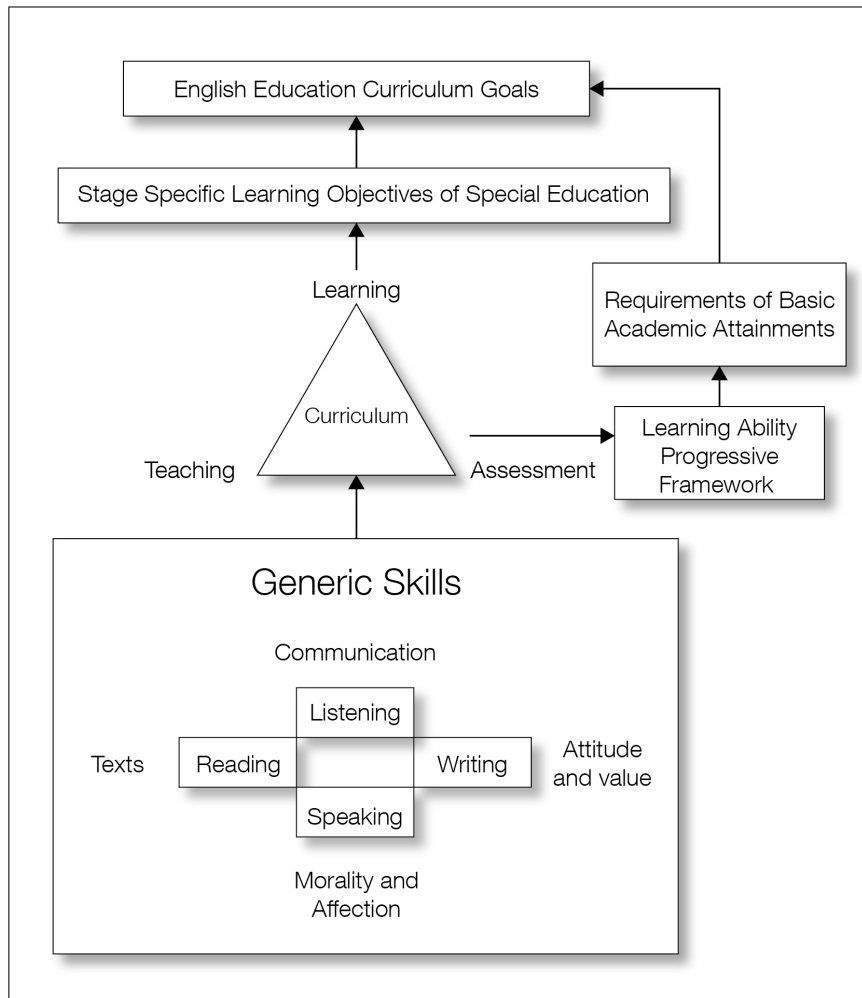 English Education Curriculum Goals
Stage Specific Learning Objectives of Special Education
Learning
Requirements of Basic
Academic Attainments
Curriculum
Learning Ability
Progressive
Framework
Teaching
Assessment
Generic Skills
Communication
Listening
Texts
Reading
Writing
Attitude
and value
Speaking
Morality and
Affection